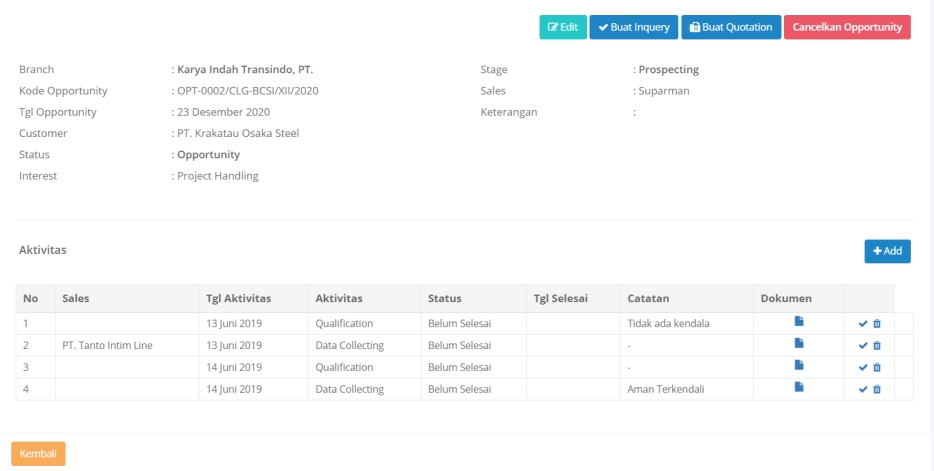 Edit Buat Inquery Buat Quotation Cancelkan Opportunity
Branch : Karya Indah Transindo, PT. Stage : Prospecting
Kode Opportunity : OPT-0002/CLG-BCSI/XII/2020 Sales : Suparman
Tgl Opportunity : 23 Desember 2020 Keterangan :
Customer : PT. Krakatau Osaka Steel
Status : Opportunity
Interest : Project Handling
Aktivitas + Add
No Sales Tgl Aktivitas Aktivitas Status Tgl Selesai Catatan Dokumen
1 13 Juni 2019 Qualification Belum Selesai Tidak ada kendala
2 PT. Tanto Intim Line 13 Juni 2019 Data Collecting Belum Selesai -
3 14 Juni 2019 Qualification Belum Selesai -
4 14 Juni 2019 Data Collecting Belum Selesai Aman Terkendali
Kembali